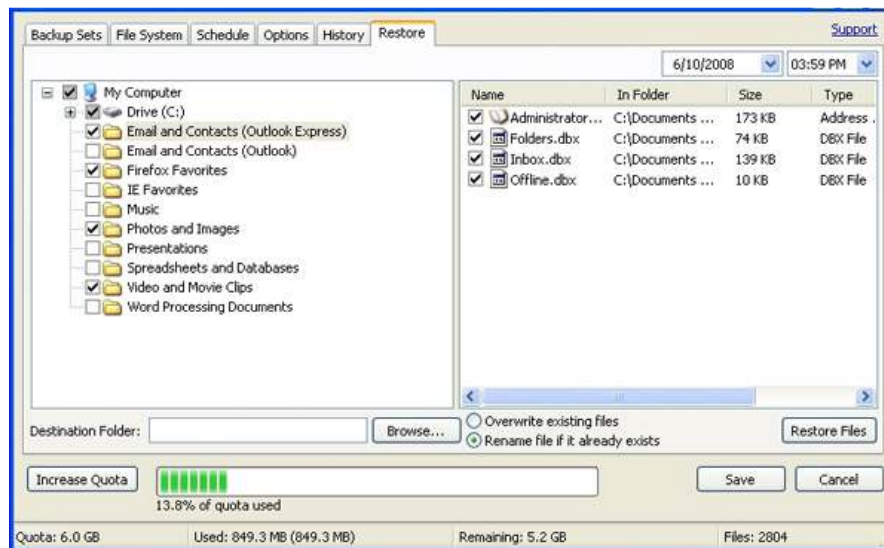 Backup Sets File System Schedule Options History Restore Support
6/10/2008 03:59 PM
My Computer
Drive (C:)
Email and Contacts (Outlook Express)
Email and Contacts (Outlook)
Firefox Favorites
IE Favorites
Music
Photos and Images
Presentations
Spreadsheets and Databases
Video and Movie Clips
Word Processing Documents
Name In Folder Size Type
Administrator... C:\Documents ... 173 KB Address .
Folders.dbx C:\Documents ... 74 KB DBX File
Inbox.dbx C:\Documents ... 139 KB DBX File
Offline.dbx C:\Documents ... 10 KB DBX File
Destination Folder: Browse...
Overwrite existing files
Rename file if it already exists
Restore Files
Increase Quota
13.8% of quota used
Save Cancel
Quota: 6.0 GB Used: 849.3 MB (849.3 MB) Remaining: 5.2 GB Files: 2804